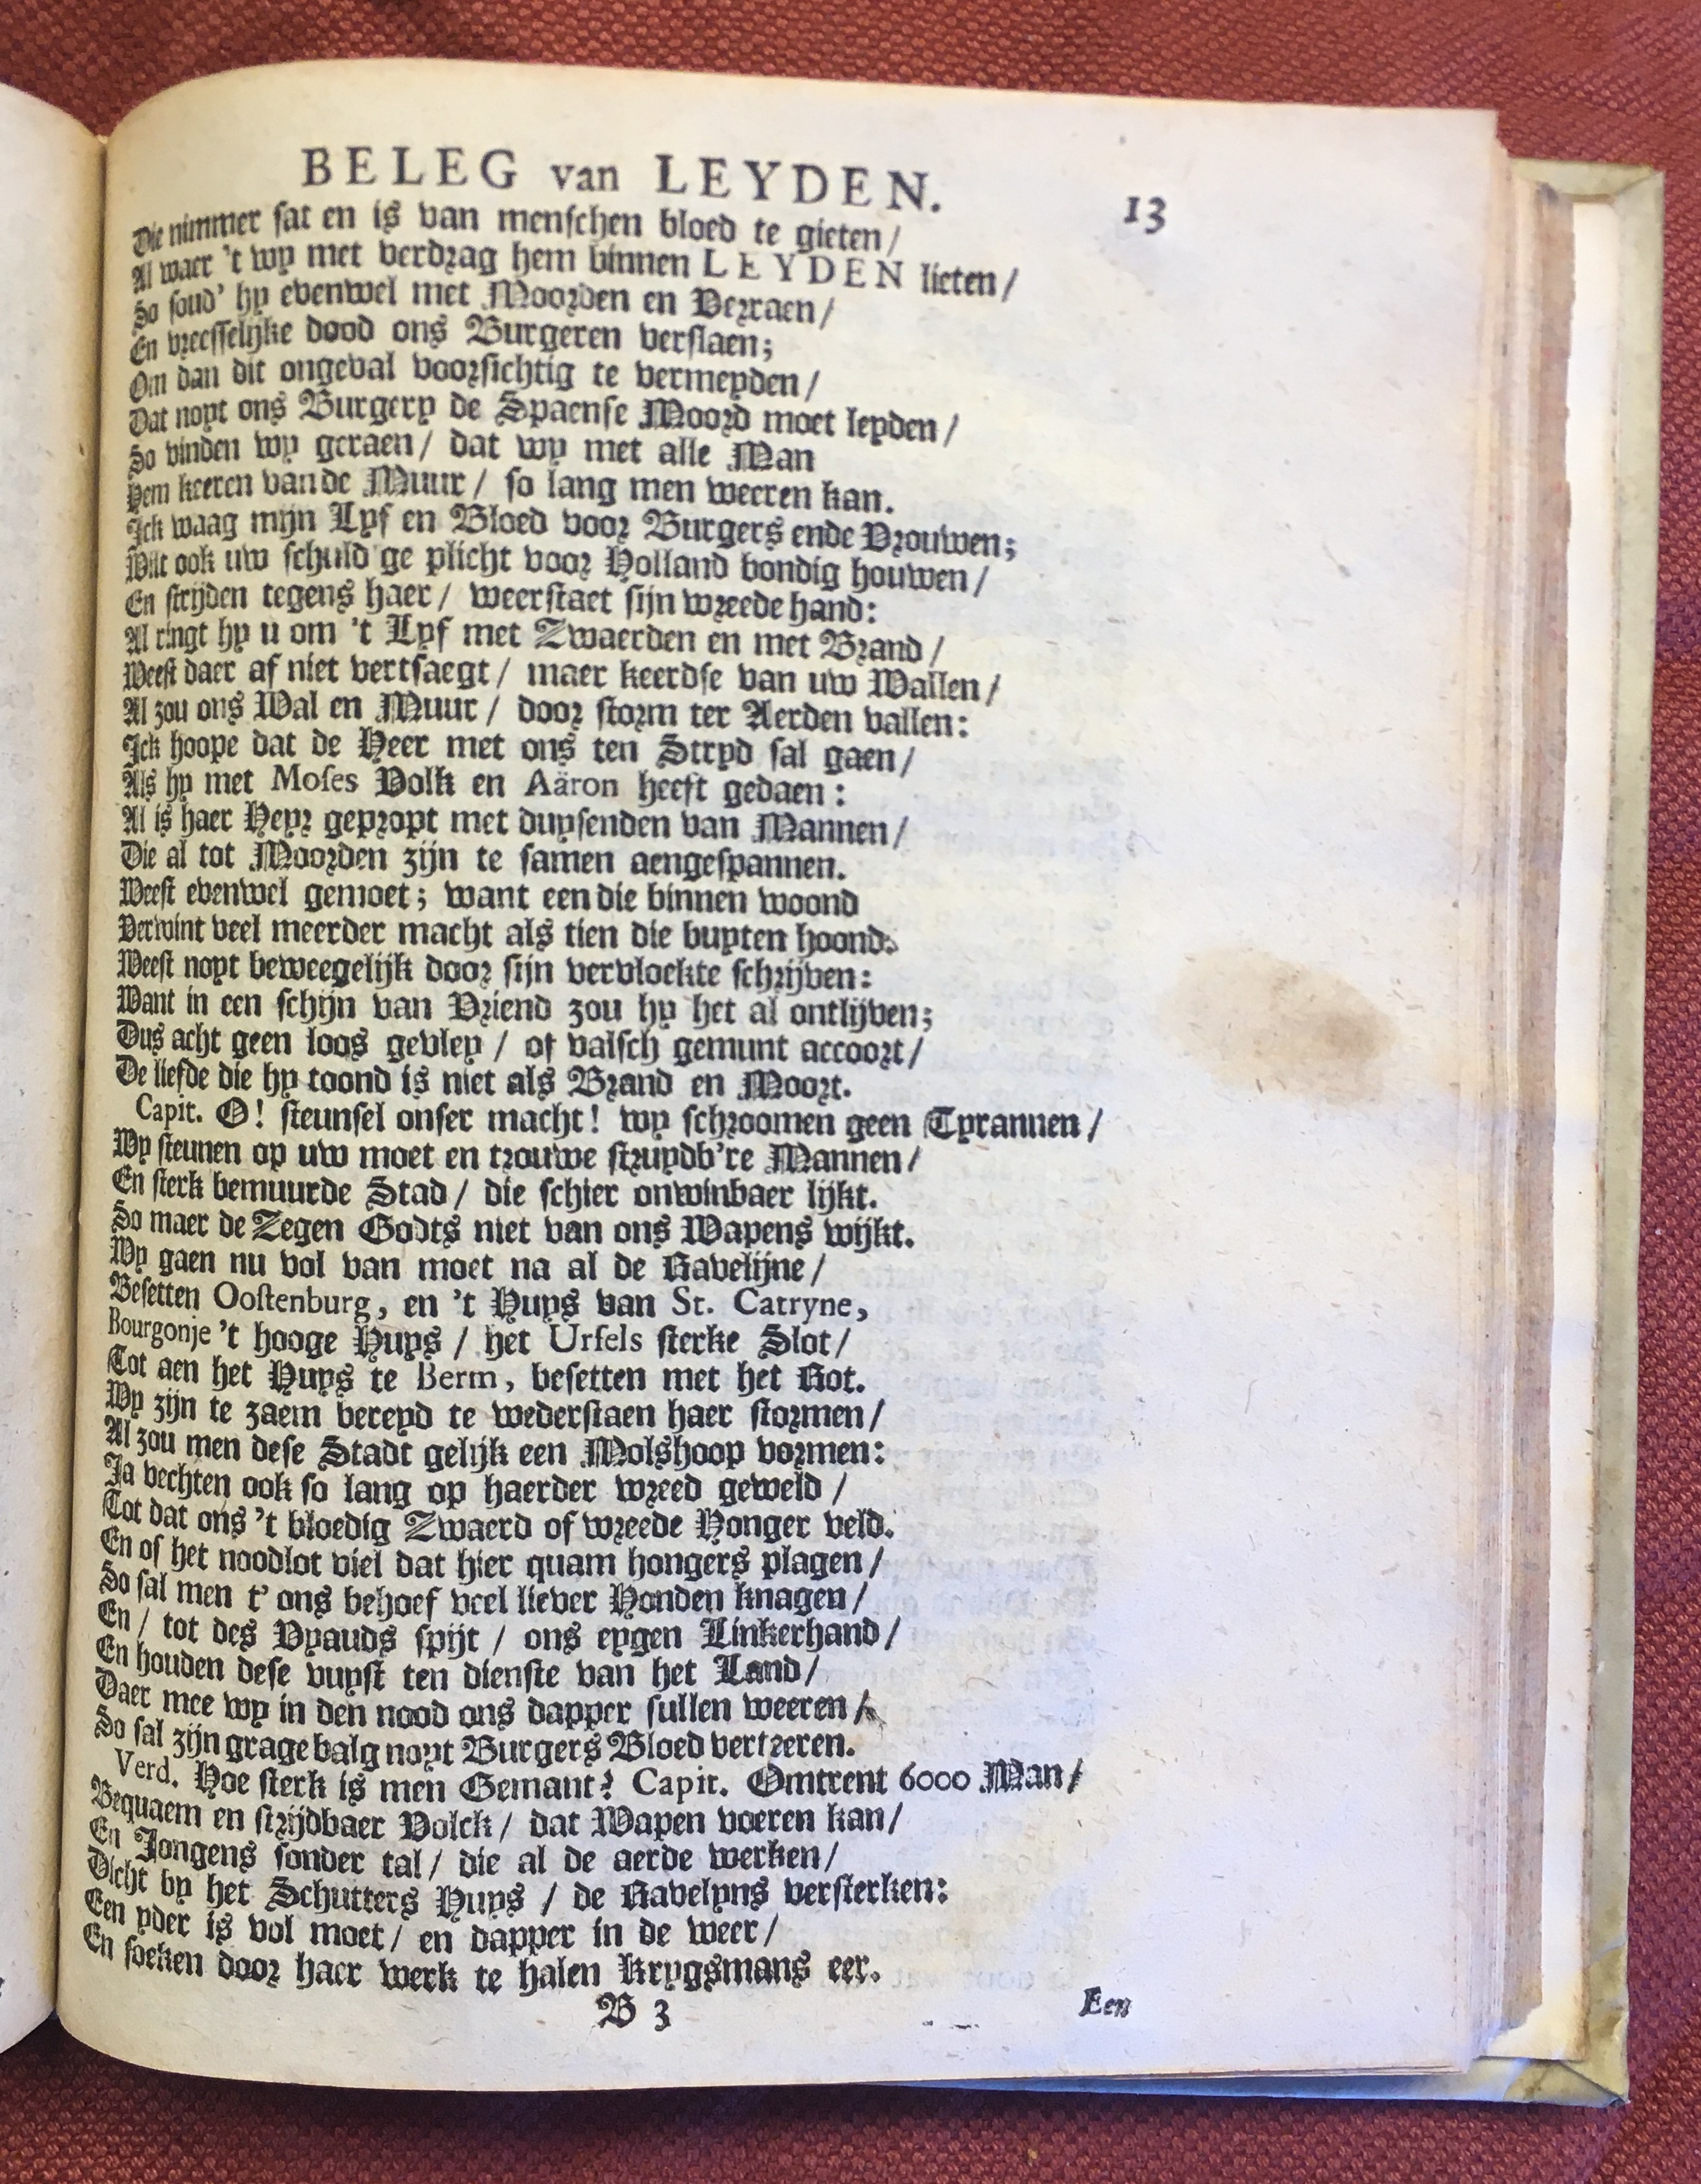 BELEG van LEYDEN. 13
Die nimmer sat en is van menschen bloed te gieten /
Al waer 't wy met verdrag hem binnen LEYDEN lieten /
So soud' hy evenwel met Moorden en Verraen /
En vreesselijke dood ons Burgeren verslaen;
Om dan dit ongeval voorsichtig te vermeyden /
Dat noyt ons Burgery de Spaense Moord moet leyden /
So vinden wy geraen / dat wy met alle Man
Hem keeren van de Muur / so lang men weeren kan.
Ick waag mijn Lyf en Bloed voor Burgers ende Vrouwen;
Wilt ook uw schuld'ge plicht voor Holland bondig houwen /
En strijden tegens haer / weerstaet sijn wreede hand:
Al ringt hy u om 't Lyf met Zwaerden en met Brand /
Weest daer af niet vertsaegt / maer keerdse van uw Wallen /
Al zou ons Wal en Muur / door storm ter Aerden vallen:
Ick hoope dat de Heer met ons ten Stryd sal gaen /
Als hy met Moses Volk en Aäron heeft gedaen:
Al is haer Heyr gepropt met duysenden van Mannen /
Die al tot Moorden zijn te samen aengespannen.
Weest evenwel gemoet; want een die binnen woond
Verwint veel meerder macht als tien die buyten hoond.
Weest noyt beweegelijk door sijn vervloekte schrijven:
Want in een schijn van Vriend zou hy het al ontlijven;
Dus acht geen loos gevley / of valsch gemunt accoort /
De liefde die hy toond is niet als Brand en Moort.
Capit. O! steunsel onser macht! wy schroomen geen Tyrannen /
Wy steunen op uw moet en trouwe struydb're Mannen /
En sterk bemuurde Stad / die schier onwinbaer lijkt.
So maer de Zegen Godts niet van ons Wapens wijkt.
Wy gaen nu vol van moet na al de Ravelijne /
Besetten Oostenburg, en 't Huys van St. Catryne,
Bourgonje 't hooge Huys / het Ursels sterke Slot /
Tot aen het Huys te Berm, besetten met het Rot.
Wy zijn te zaem bereyd te wederstaen haer stormen /
Al zou men dese Stadt gelijk een Molshoop vormen:
Ja vechten ook so lang op haerder wreed geweld /
Tot dat ons 't bloedig Zwaerd of wreede Honger veld.
En of het noodlot viel dat hier quam hongers plagen /
So sal men t' ons behoef veel liever Honden knagen /
En / tot des Vyauds spijt / ons eygen Linkerhand /
En houden dese vuyst ten dienste van het Land /
Daer mee wy in den nood ons dapper sullen weeren /
So sal zijn grage balg noyt Burgers Bloed verteeren.
Verd. Hoe sterk is men Gemant? Capit. Omtrent 6000 Man /
Bequaem en strijdbaer Volck / dat Wapen voeren kan /
En Jongens sonder tal / die al de aerde werken /
Dicht by het Schutters Huys / de Ravelyns versterken:
Een yder is vol moet / en dapper in de weer /
En soeken door haer werk te halen Krygsmans eer.
B 3 Een